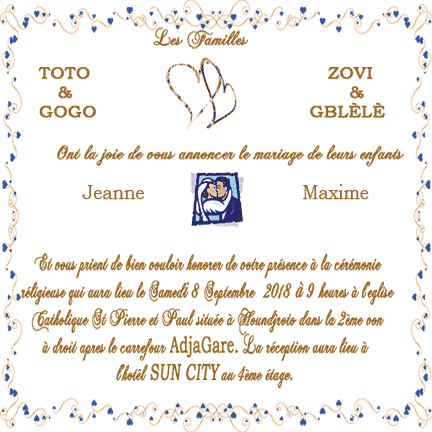 Les Familles
TOTO
&
GOGO
ZOVI
&
GBLÈLÈ
Ont la joie de vous annoncer le mariage de leurs enfants
Jeanne
Maxime
Et vous prient de bien vouloir honorer de votre présence à la cérémonie
réligieuse qui aura lieu le Samedi 8 Septembre 2018 à 9 heures à l'eglise
Catholique St Pierre et Paul située à Houndjroto dans la 2ème von
à droit apres le carrefour AdjaGare. La réception aura lieu à
l'hôtel SUN CITY au 4ème étage.